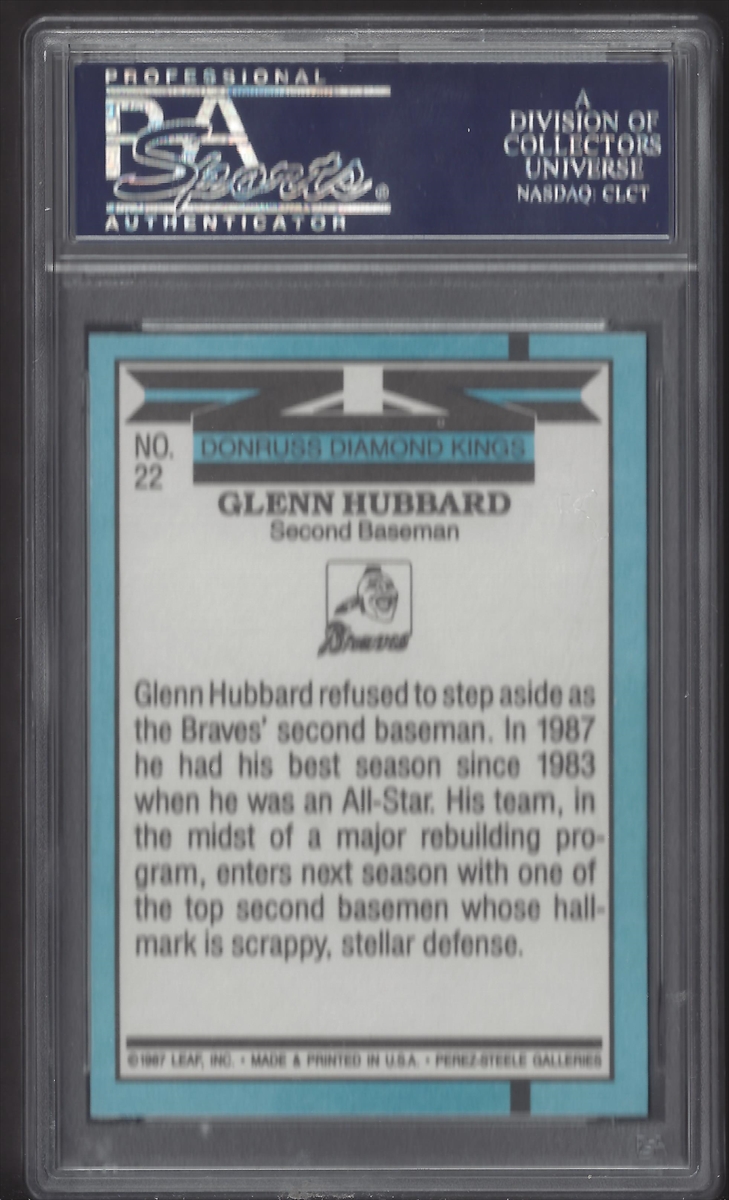 PROFESSIONAL
PSA
Sports®
AUTHENTICATOR
A
DIVISION OF
COLLECTORS
UNIVERSE
NASDAQ: CLCT
NO.
22
DONRUSS DIAMOND KINGS
GLENN HUBBARD
Second Baseman
Braves
Glenn Hubbard refused to step aside as
the Braves' second baseman. In 1987
he had his best season since 1983
when he was an All-Star. His team, in
the midst of a major rebuilding pro-
gram, enters next season with one of
the top second basemen whose hall-
mark is scrappy, stellar defense.
©1987 LEAF, INC. • MADE & PRINTED IN U.S.A. • PEREZ-STEELE GALLERIES